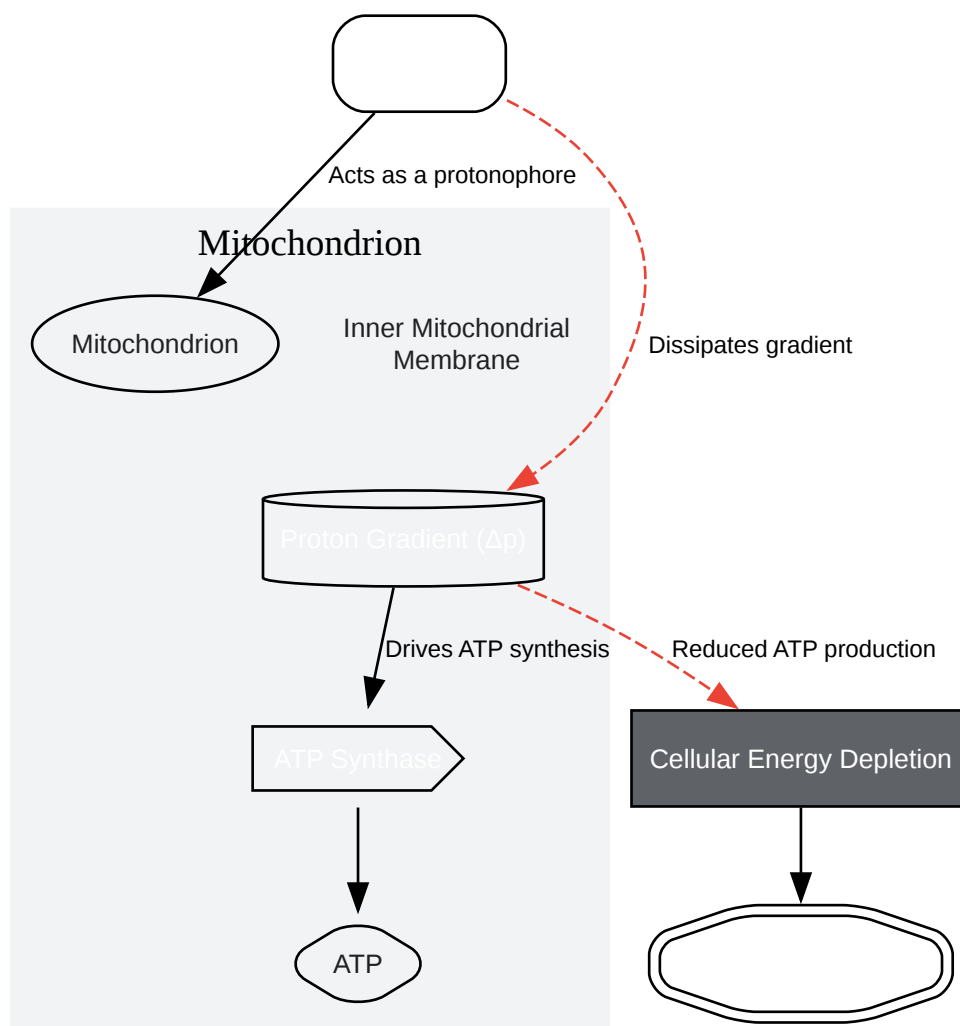 Acts as a protonophore
Mitochondrion
Mitochondrion
Inner Mitochondrial
Membrane
Dissipates gradient
Proton Gradient (Δp)
Drives ATP synthesis
Reduced ATP production
ATP Synthase
Cellular Energy Depletion
ATP